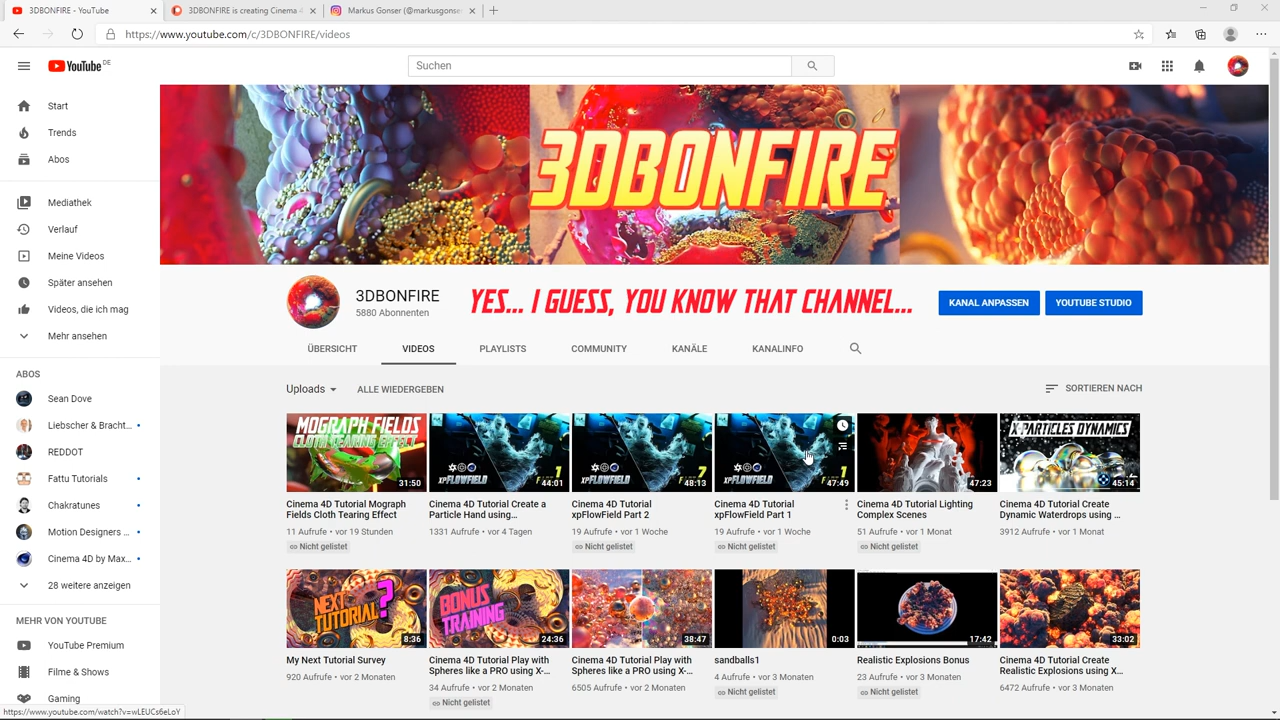 3DBONFIRE - YouTube
3DBONFIRE is creating Cinema 4
Markus Gonser (@markusgonser
https://www.youtube.com/c/3DBONFIRE/videos
YouTube DE
Suchen
Start
Trends
Abos
Mediathek
Verlauf
Meine Videos
Später ansehen
Videos, die ich mag
Mehr ansehen
ABOS
Sean Dove
Liebscher & Bracht...
REDDOT
Fattu Tutorials
Chakratunes
Motion Designers ...
Cinema 4D by Max...
28 weitere anzeigen
MEHR VON YOUTUBE
YouTube Premium
Filme & Shows
Gaming
https://www.youtube.com/watch?v=wLEUCs6eLoY
3DBONFIRE
3DBONFIRE
5880 Abonnenten
YES... I GUESS, YOU KNOW THAT CHANNEL...
KANAL ANPASSEN
YOUTUBE STUDIO
ÜBERSICHT
VIDEOS
PLAYLISTS
COMMUNITY
KANÄLE
KANALINFO
Uploads
ALLE WIEDERGEBEN
SORTIEREN NACH
MOGRAPH FIELDS
CLOTH TEARING EFFECT
31:50
Cinema 4D Tutorial Mograph
Fields Cloth Tearing Effect
11 Aufrufe • vor 19 Stunden
Nicht gelistet
xpFLOWFIELD
44:01
Cinema 4D Tutorial Create a
Particle Hand using...
1331 Aufrufe • vor 4 Tagen
xpFLOWFIELD
48:13
Cinema 4D Tutorial
xpFlowField Part 2
19 Aufrufe • vor 1 Woche
Nicht gelistet
xpFLOWFIELD
47:49
Cinema 4D Tutorial
xpFlowField Part 1
19 Aufrufe • vor 1 Woche
Nicht gelistet
47:23
Cinema 4D Tutorial Lighting
Complex Scenes
51 Aufrufe • vor 1 Monat
Nicht gelistet
X-PARTICLES DYNAMICS
45:14
Cinema 4D Tutorial Create
Dynamic Waterdrops using ...
3912 Aufrufe • vor 1 Monat
NEXT
TUTORIAL?
8:36
My Next Tutorial Survey
920 Aufrufe • vor 2 Monaten
BONUS
TRAINING
24:36
Cinema 4D Tutorial Play with
Spheres like a PRO using X-...
34 Aufrufe • vor 2 Monaten
Nicht gelistet
38:47
Cinema 4D Tutorial Play with
Spheres like a PRO using X-...
6505 Aufrufe • vor 2 Monaten
0:03
sandballs1
4 Aufrufe • vor 3 Monaten
Nicht gelistet
17:42
Realistic Explosions Bonus
23 Aufrufe • vor 3 Monaten
Nicht gelistet
33:02
Cinema 4D Tutorial Create
Realistic Explosions using X...
6472 Aufrufe • vor 3 Monaten